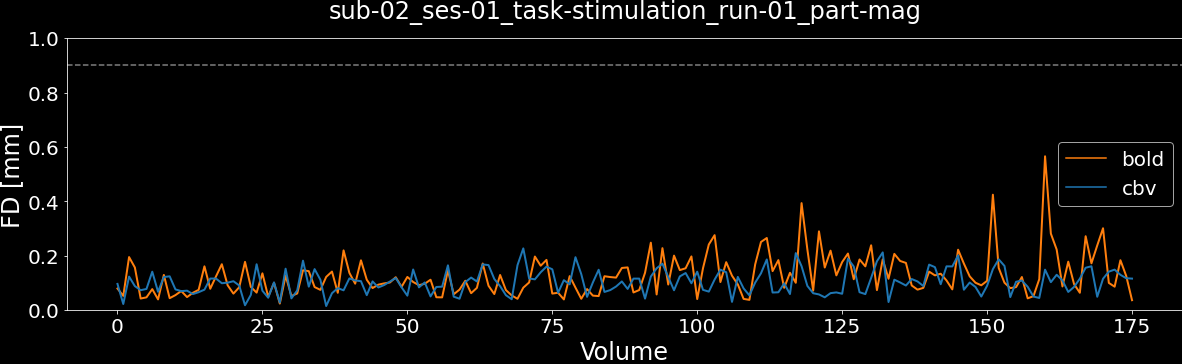 sub-02_ses-01_task-stimulation_run-01_part-mag
1.0
0.8
0.6
0.4
0.2
0.0
FD [mm]
bold
cbv
0 25 50 75 100 125 150 175
Volume